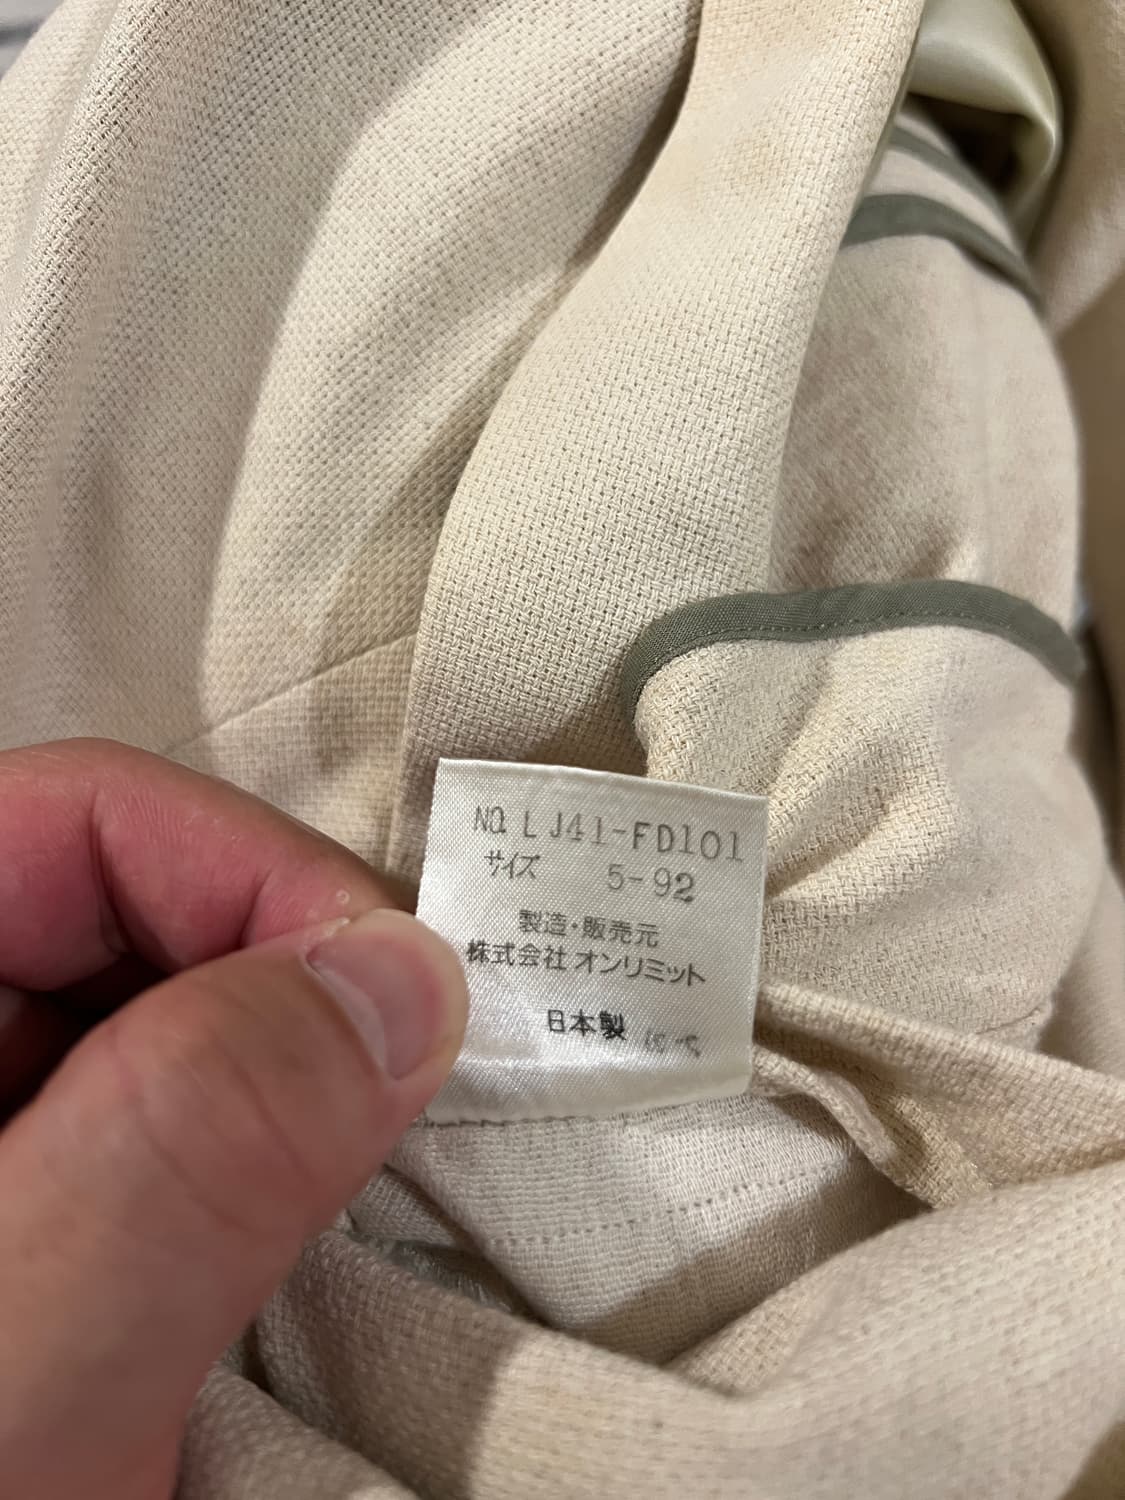 NO. LJ41-FD101
サイズ 5-92
製造・販売元
株式会社オンリミット
日本製